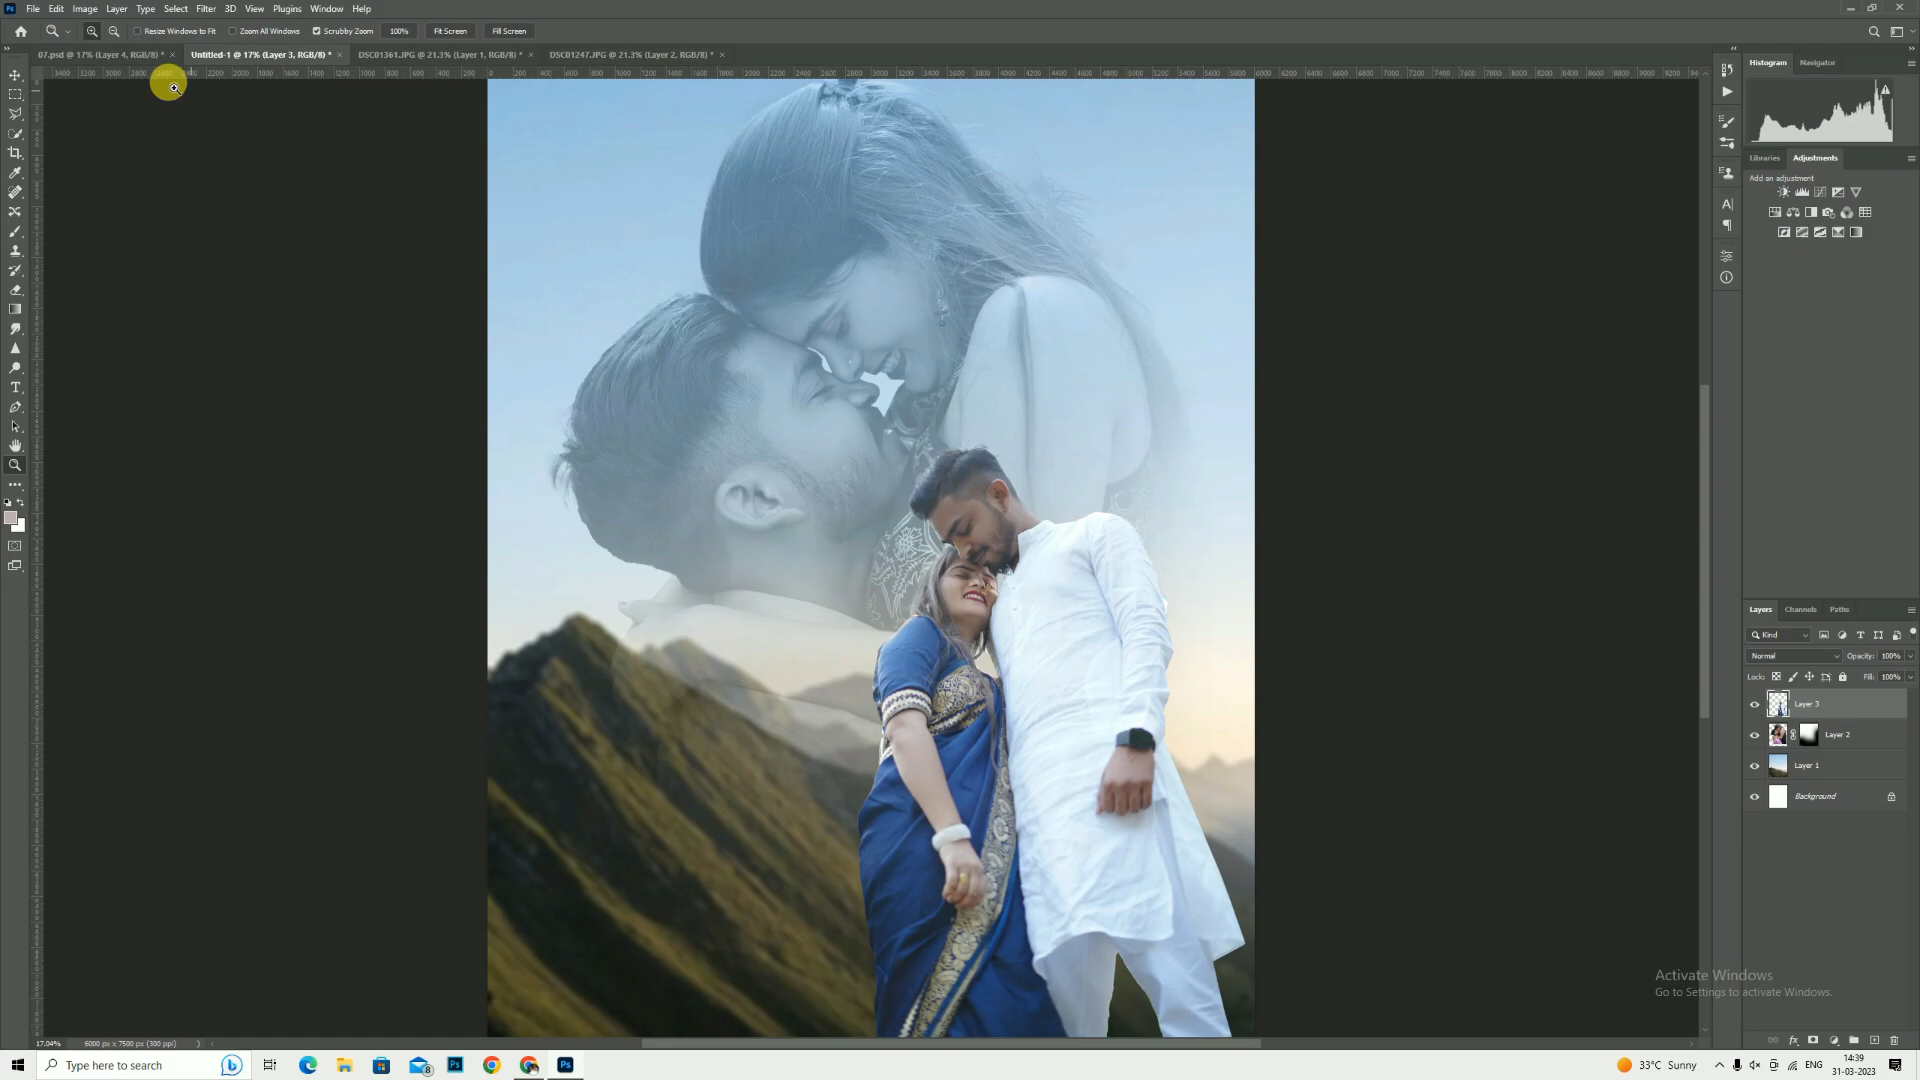 Ps File Edit Image Layer Type Select Filter 3D View Plugins Window Help
Resize Windows to Fit Zoom All Windows Scrubby Zoom 100% Fit Screen Fill Screen
07.psd @ 17% (Layer 4, RGB/8) * × Untitled-1 @ 17% (Layer 3, RGB/8) * × DSC01361.JPG @ 21.3% (Layer 1, RGB/8) * × DSC01247.JPG @ 21.3% (Layer 2, RGB/8) * ×
Histogram Navigator
Libraries Adjustments
Add an adjustment
Layers Channels Paths
Kind
Normal Opacity: 100%
Lock: Fill: 100%
Layer 3
Layer 2
Layer 1
Background
Activate Windows
Go to Settings to activate Windows.
17.04% 6000 px x 7500 px (300 ppi)
Type here to search
8
33°C Sunny
ENG
14:39
31-03-2023